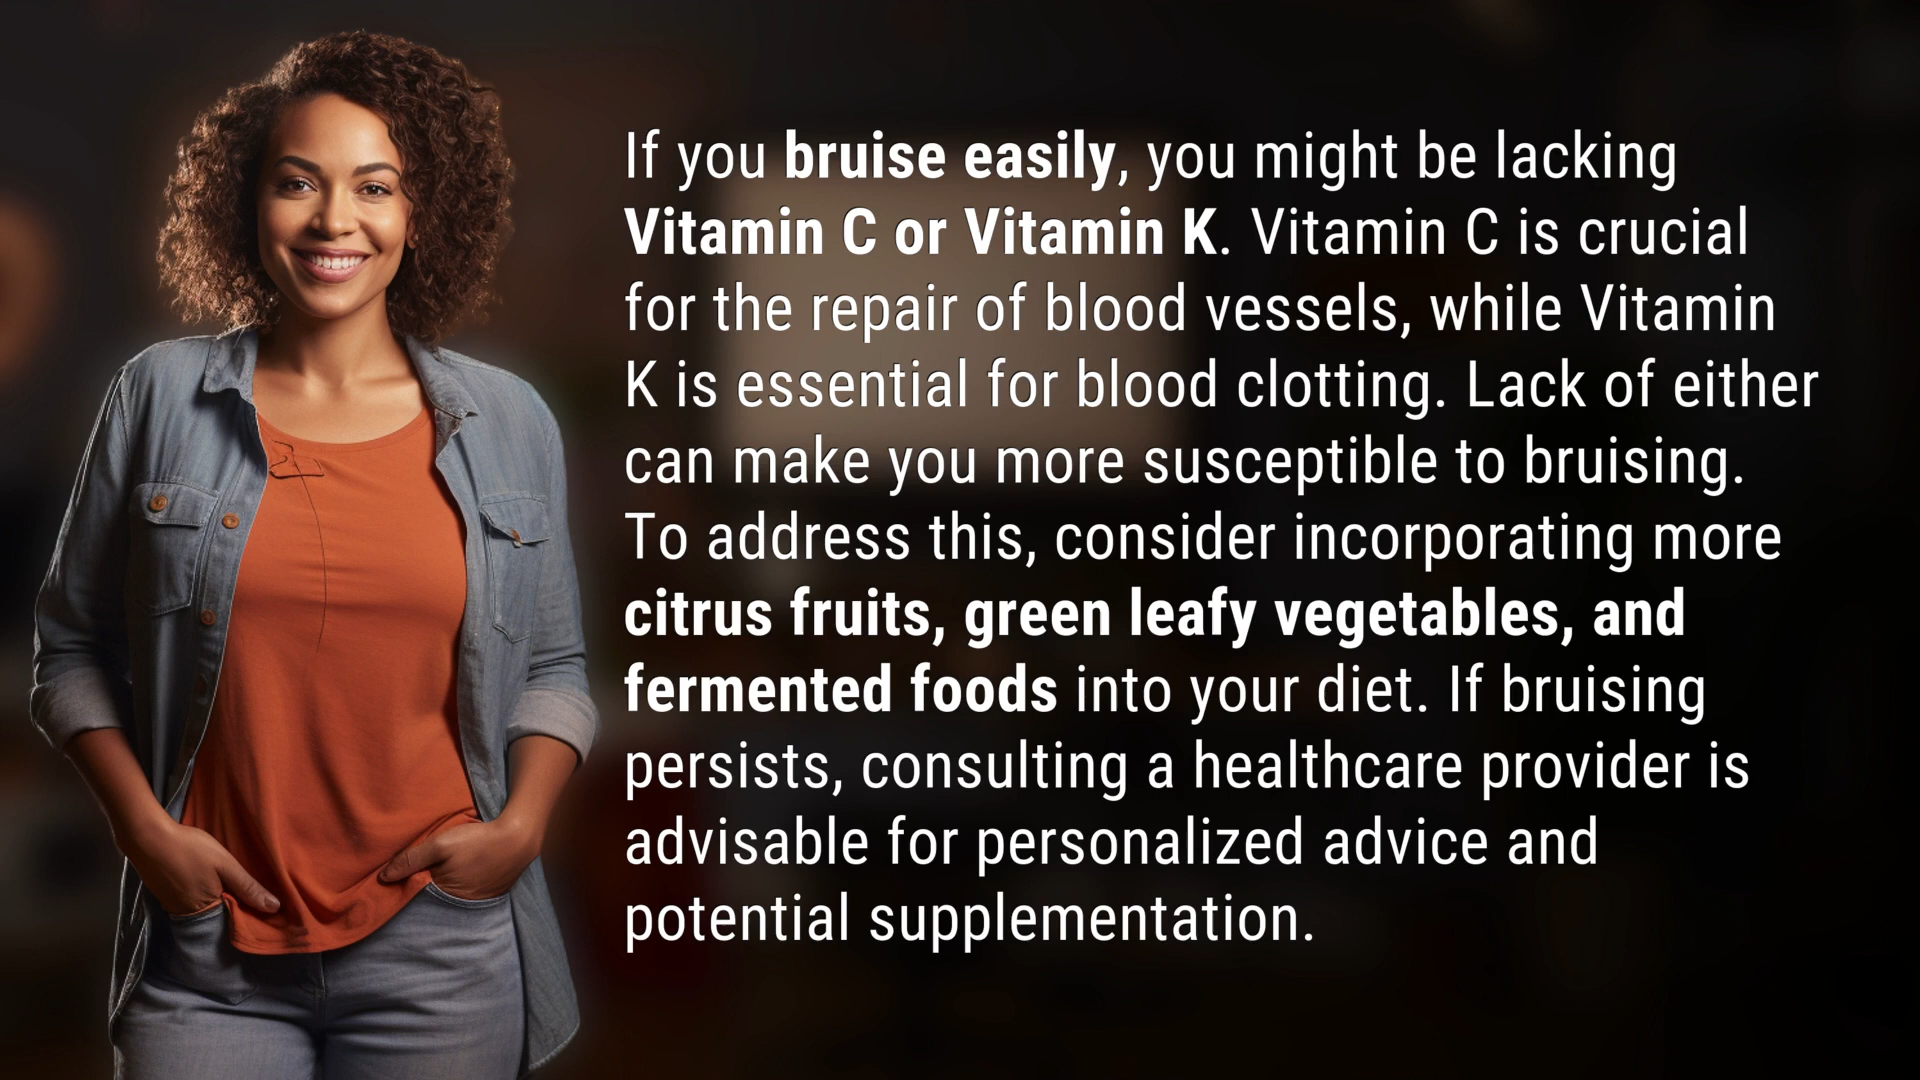 If you bruise easily, you might be lacking
Vitamin C or Vitamin K. Vitamin C is crucial
for the repair of blood vessels, while Vitamin
K is essential for blood clotting. Lack of either
can make you more susceptible to bruising.
To address this, consider incorporating more
citrus fruits, green leafy vegetables, and
fermented foods into your diet. If bruising
persists, consulting a healthcare provider is
advisable for personalized advice and
potential supplementation.